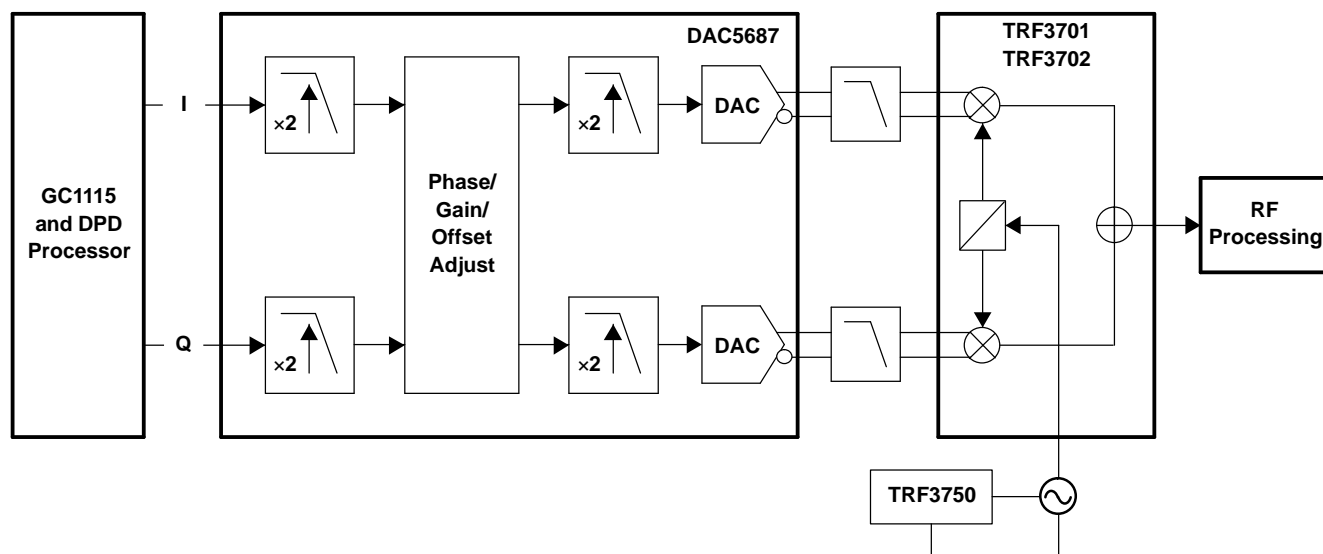 DAC5687
TRF3701
TRF3702
I
×2
×2
DAC
GC1115
and DPD
Processor
Phase/
Gain/
Offset
Adjust
RF
Processing
Q
×2
×2
DAC
TRF3750